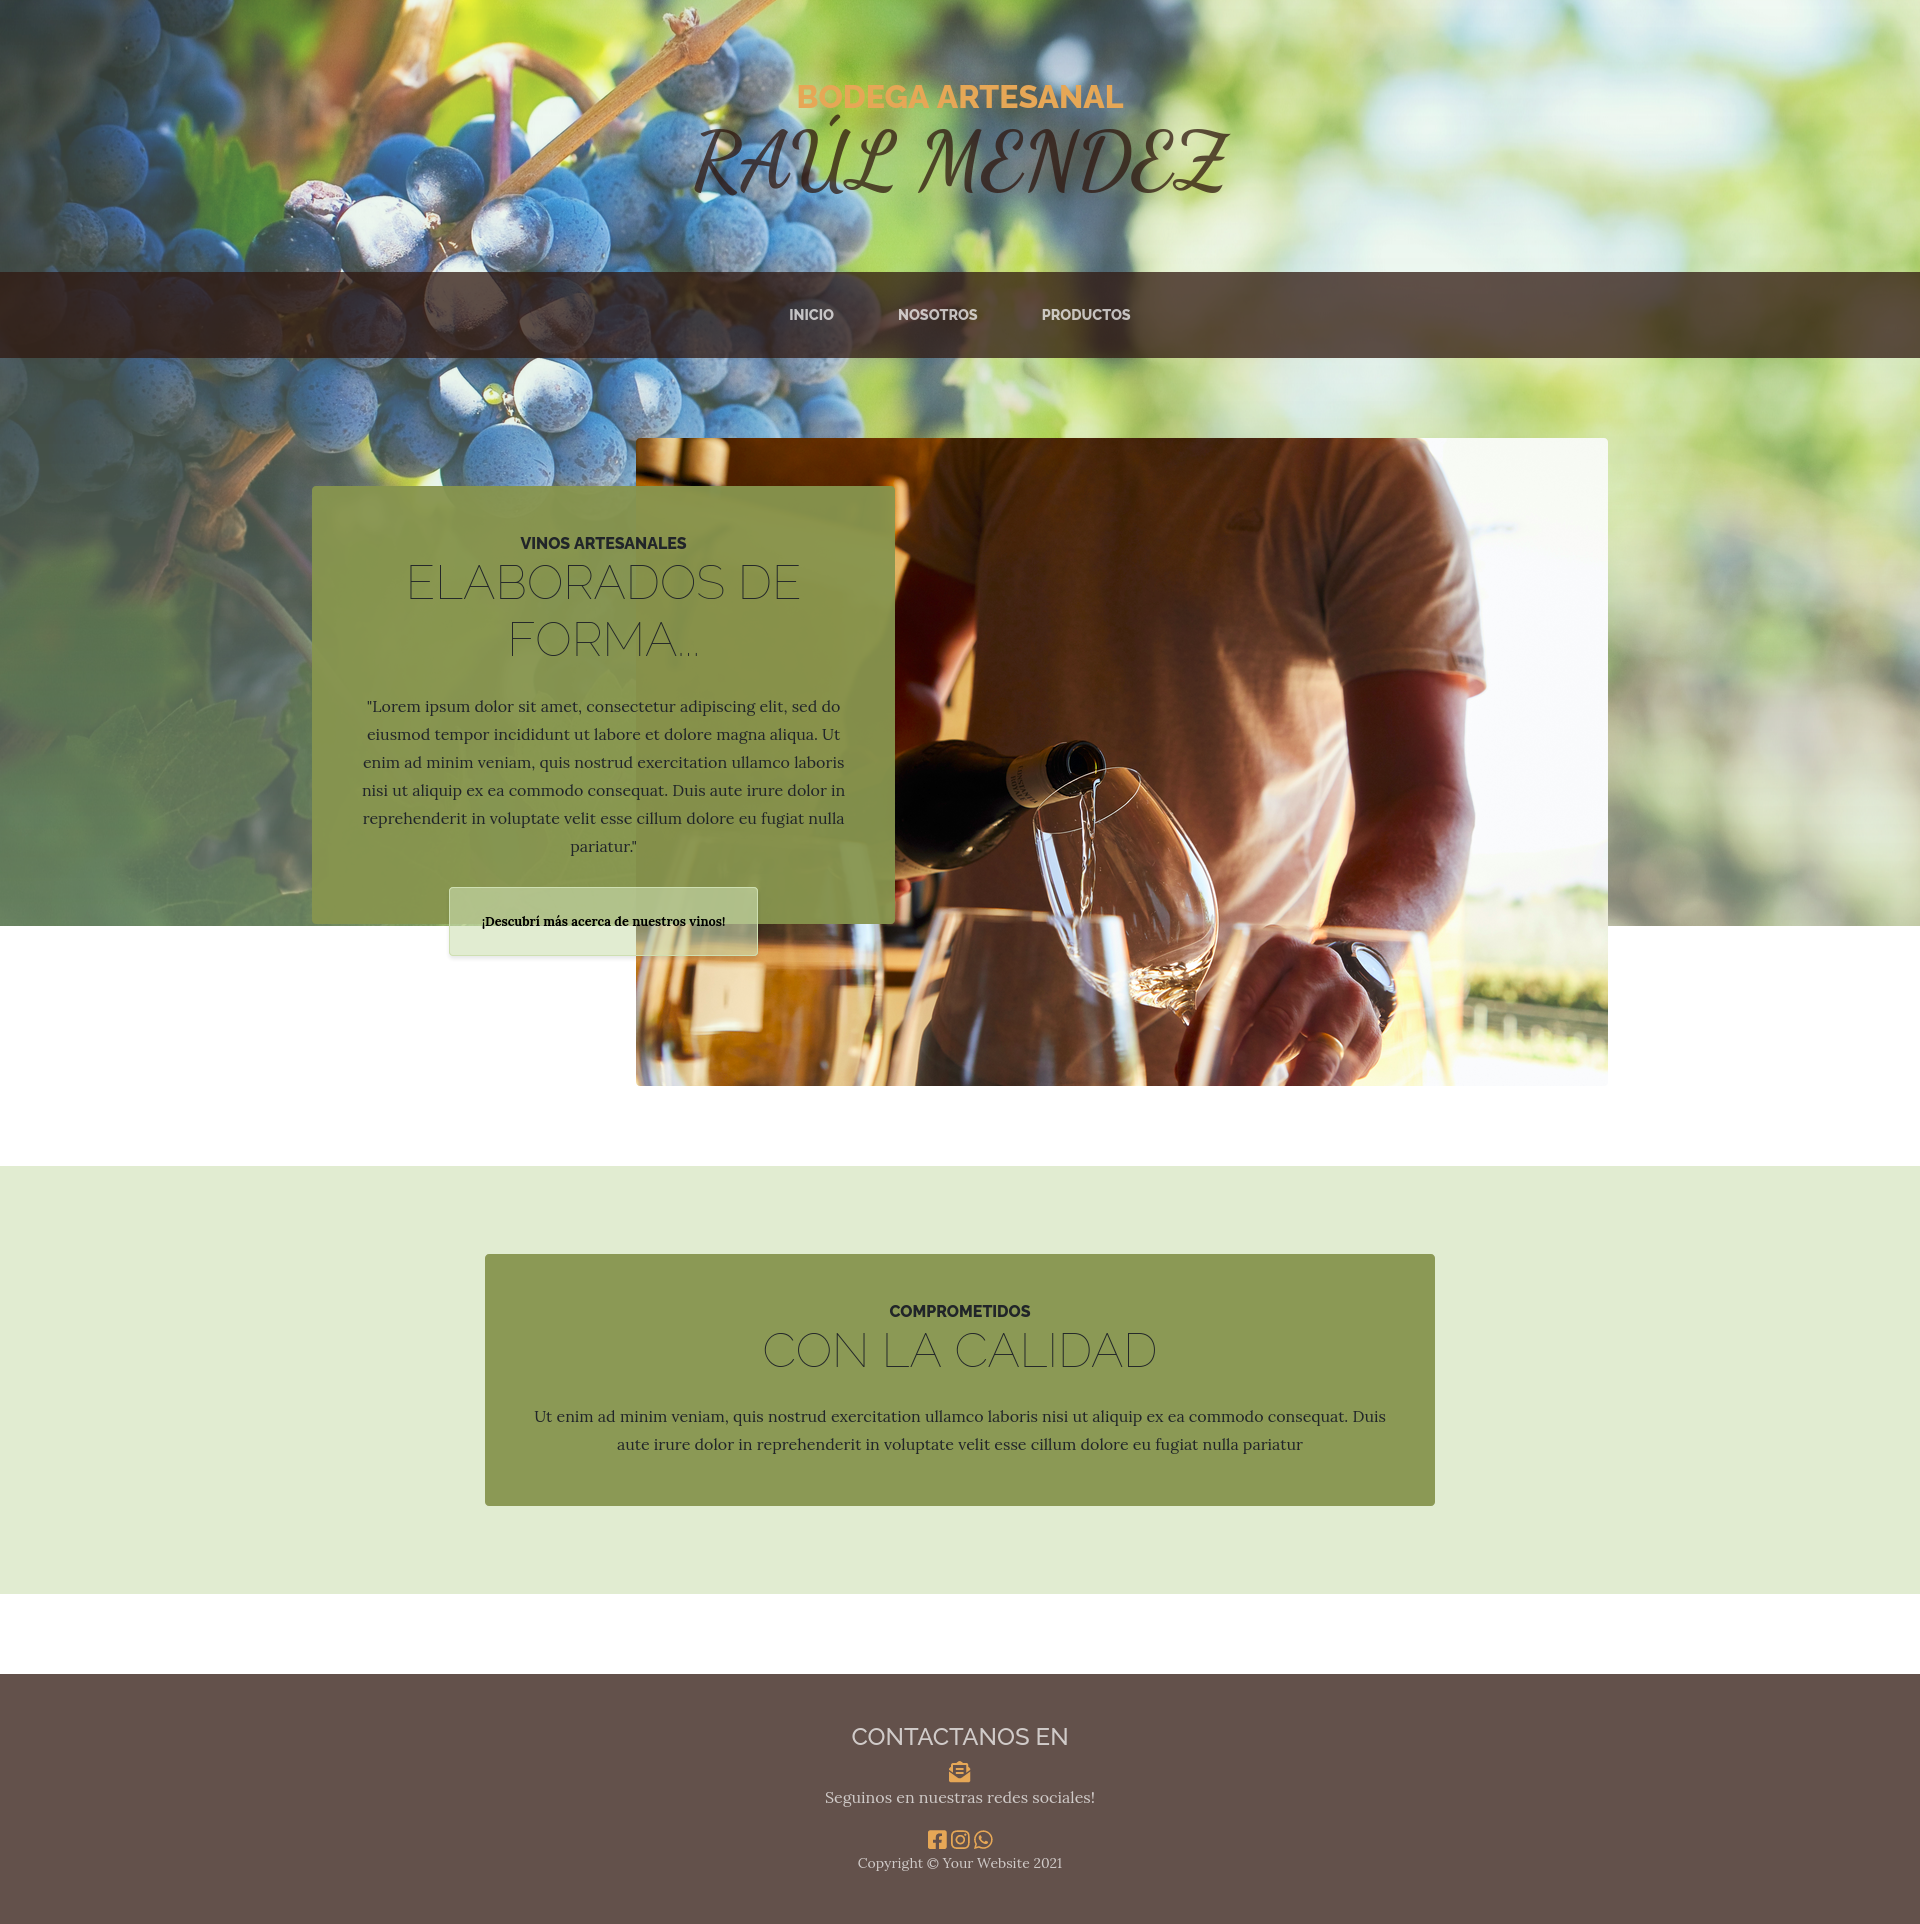 BODEGA ARTESANAL
RAÚL MENDEZ
INICIO NOSOTROS PRODUCTOS
VINOS ARTESANALES
ELABORADOS DE
FORMA...
"Lorem ipsum dolor sit amet, consectetur adipiscing elit, sed do
eiusmod tempor incididunt ut labore et dolore magna aliqua. Ut
enim ad minim veniam, quis nostrud exercitation ullamco laboris
nisi ut aliquip ex ea commodo consequat. Duis aute irure dolor in
reprehenderit in voluptate velit esse cillum dolore eu fugiat nulla
pariatur."
¡Descubrí más acerca de nuestros vinos!
COMPROMETIDOS
CON LA CALIDAD
Ut enim ad minim veniam, quis nostrud exercitation ullamco laboris nisi ut aliquip ex ea commodo consequat. Duis
aute irure dolor in reprehenderit in voluptate velit esse cillum dolore eu fugiat nulla pariatur
CONTACTANOS EN
Seguinos en nuestras redes sociales!
Copyright © Your Website 2021